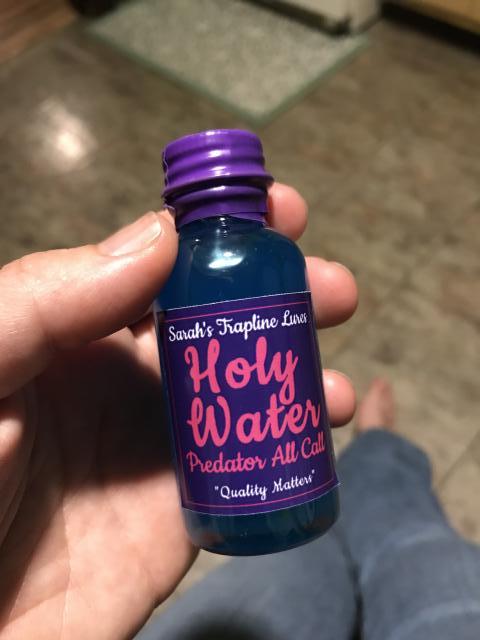 Sarah's Trapline Lures
Holy
Water
Predator All Call
"Quality Matters"